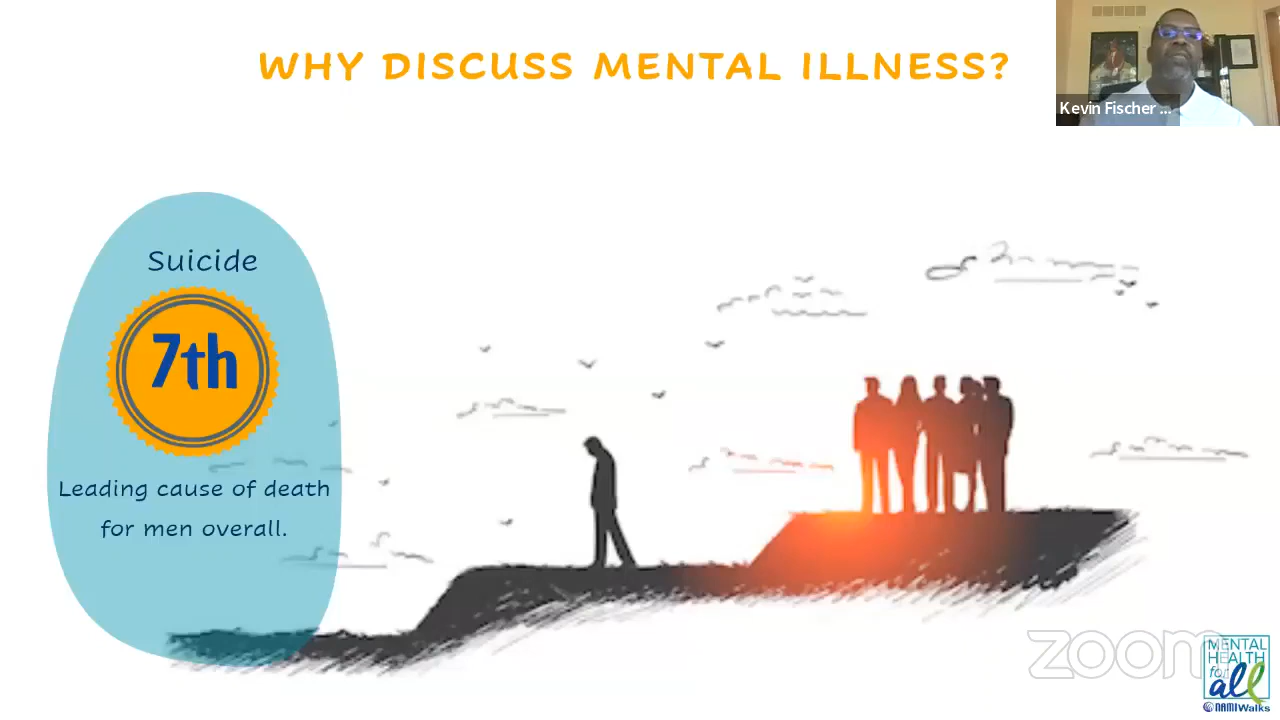 WHY DISCUSS MENTAL ILLNESS?
Kevin Fischer ...
Suicide
7th
Leading cause of death
for men overall.
zoom
MENTAL
HEALTH
for
all
NAMIWalks